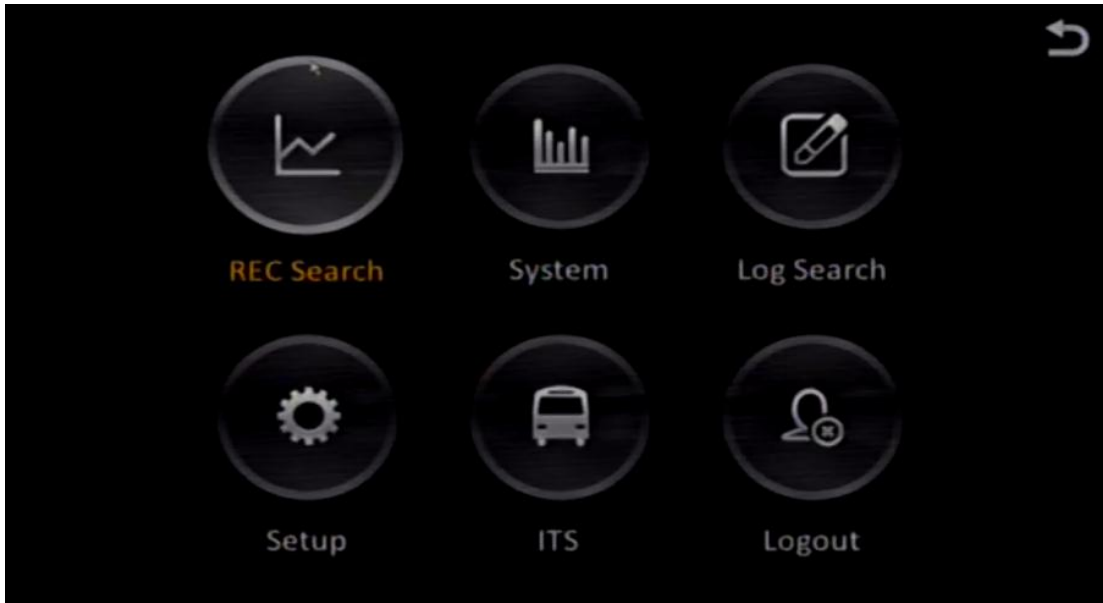 REC Search
System
Log Search
Setup
ITS
Logout